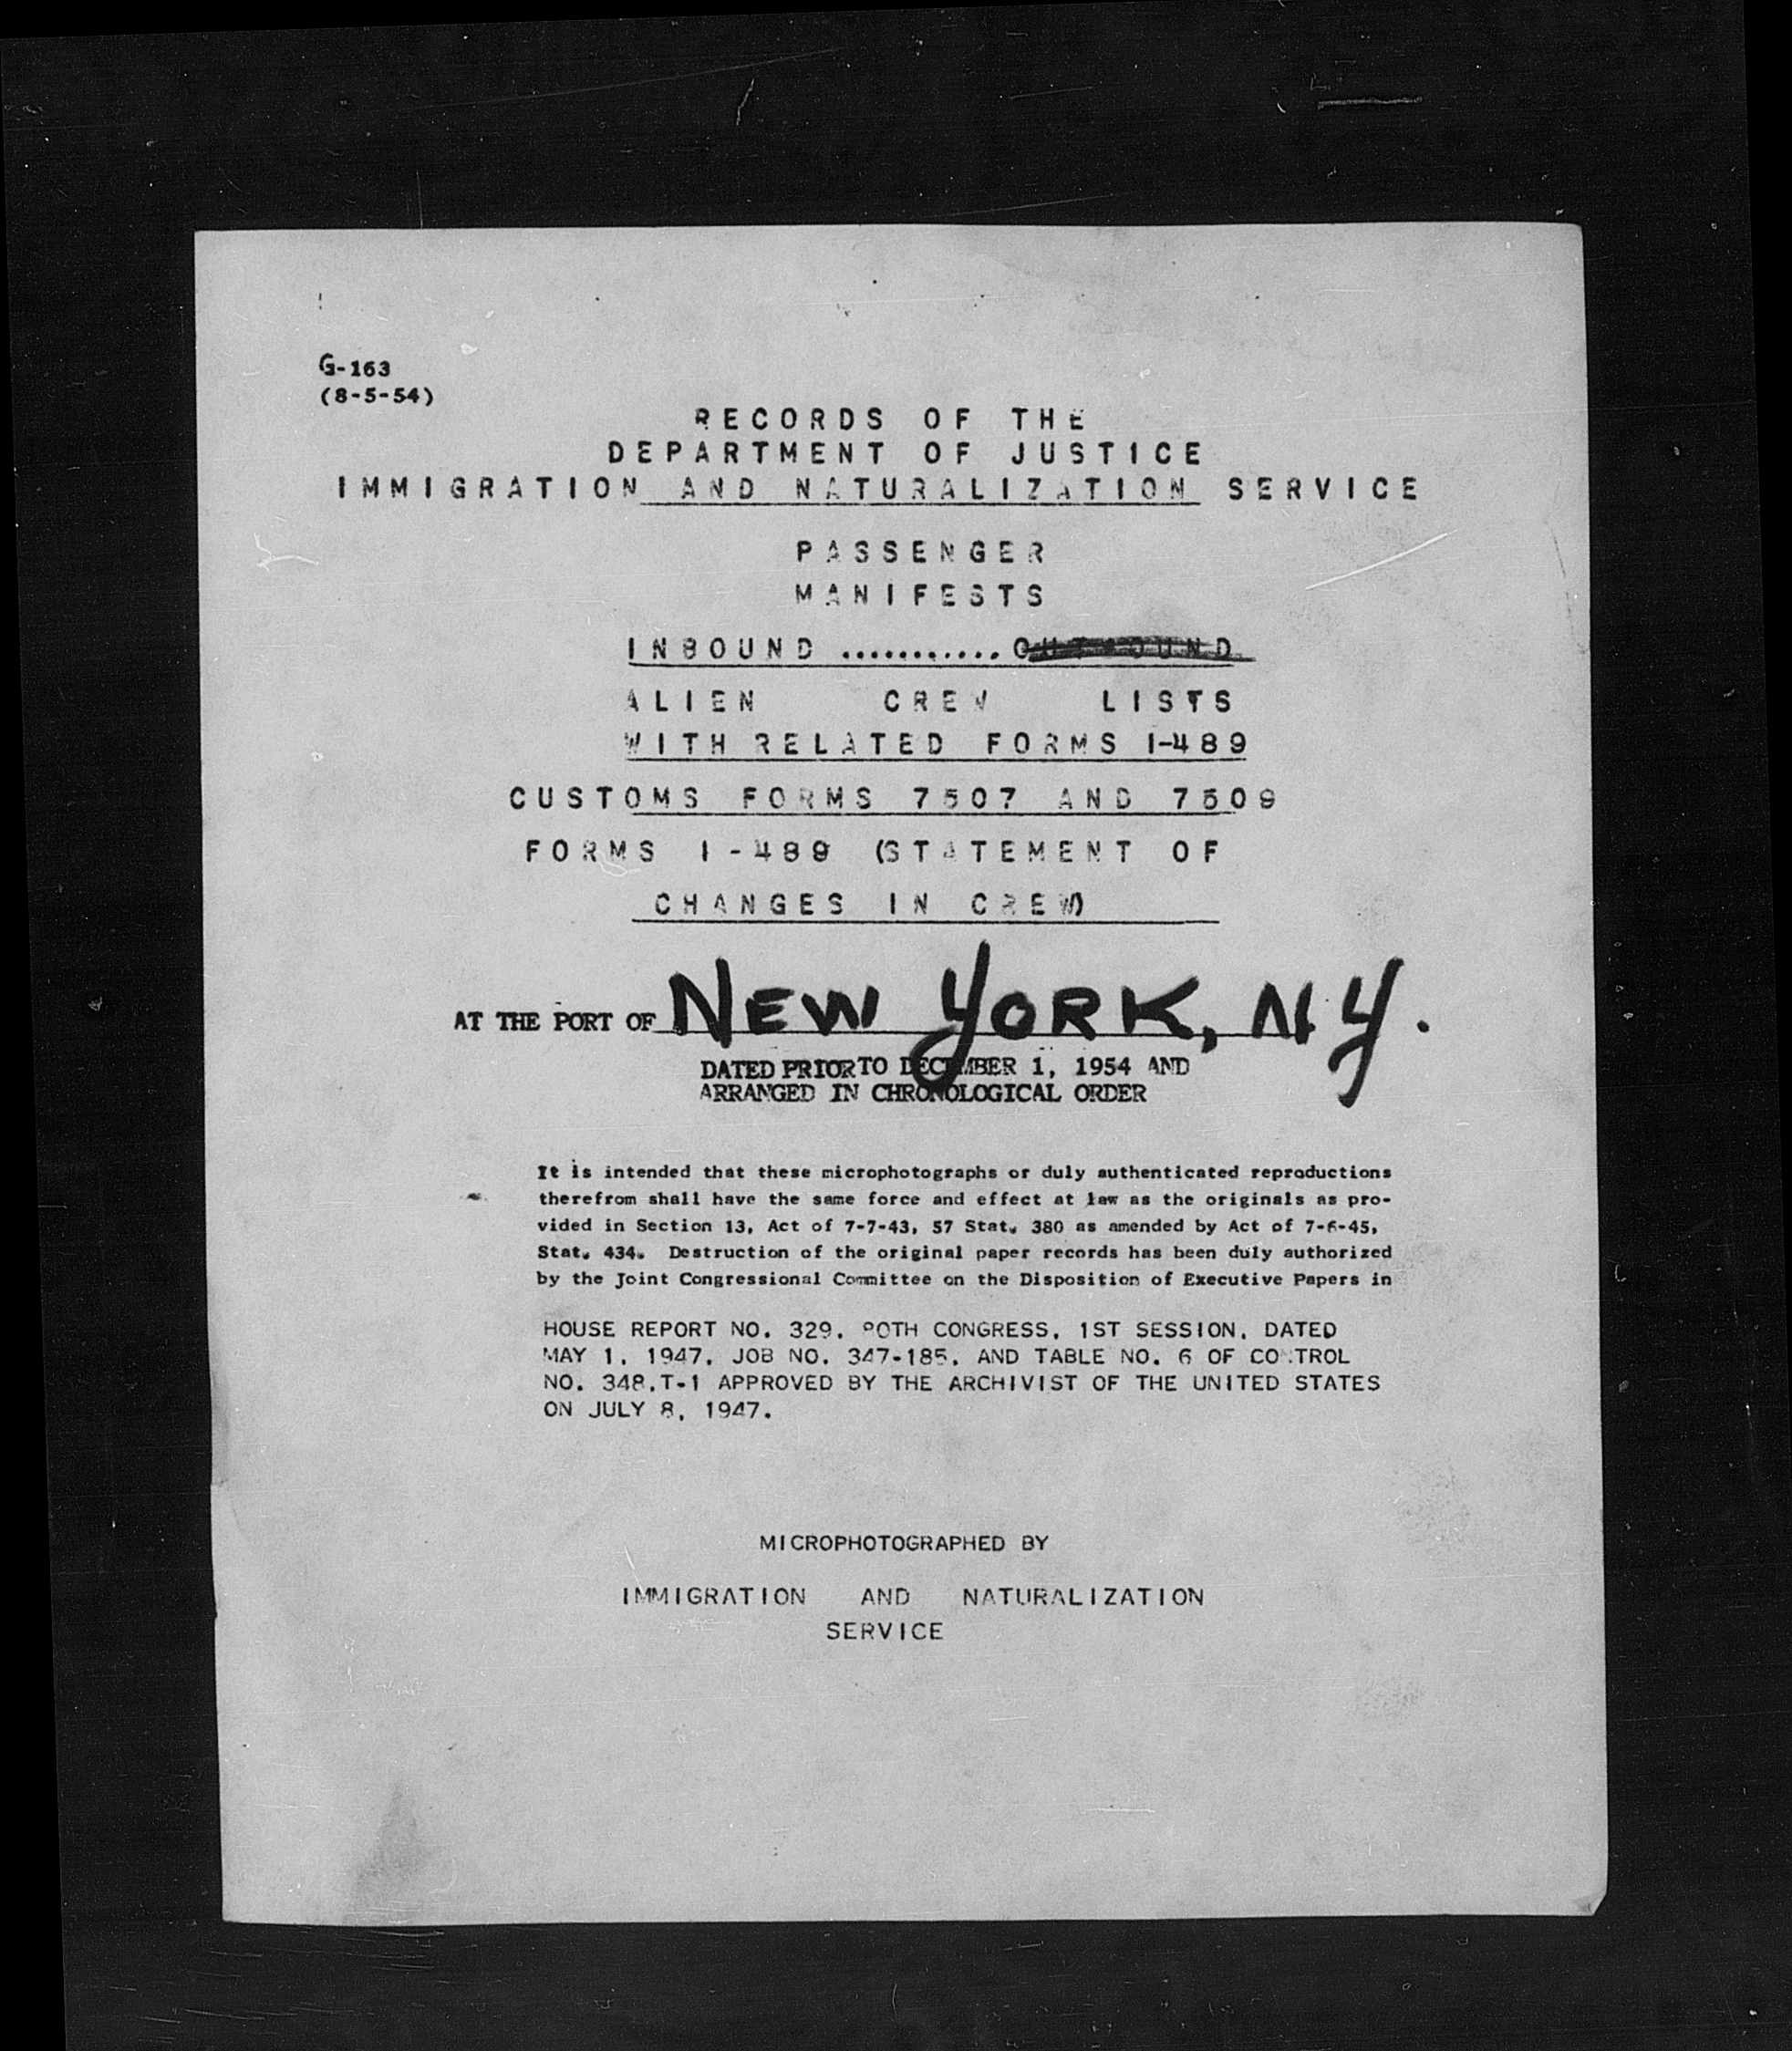 G-163
(8-5-54)
RECORDS OF THE
DEPARTMENT OF JUSTICE
IMMIGRATION AND NATURALIZATION SERVICE
PASSENGER
MANIFESTS
INBOUND ........... OUTBOUND
ALIEN CREW LISTS
WITH RELATED FORMS I-489
CUSTOMS FORMS 7507 AND 7509
FORMS I-489 (STATEMENT OF
CHANGES IN CREW)
AT THE PORT OF NEW YORK, N.Y.
DATED PRIOR TO DECEMBER 1, 1954 AND
ARRANGED IN CHRONOLOGICAL ORDER
It is intended that these microphotographs or duly authenticated reproductions
therefrom shall have the same force and effect at law as the originals as pro-
vided in Section 13, Act of 7-7-43, 57 Stat. 380 as amended by Act of 7-6-45,
Stat. 434. Destruction of the original paper records has been duly authorized
by the Joint Congressional Committee on the Disposition of Executive Papers in
HOUSE REPORT NO. 329, 80TH CONGRESS, 1ST SESSION, DATED
MAY 1, 1947, JOB NO. 347-185, AND TABLE NO. 6 OF CONTROL
NO. 348,T-1 APPROVED BY THE ARCHIVIST OF THE UNITED STATES
ON JULY 8, 1947.
MICROPHOTOGRAPHED BY
IMMIGRATION AND NATURALIZATION
SERVICE